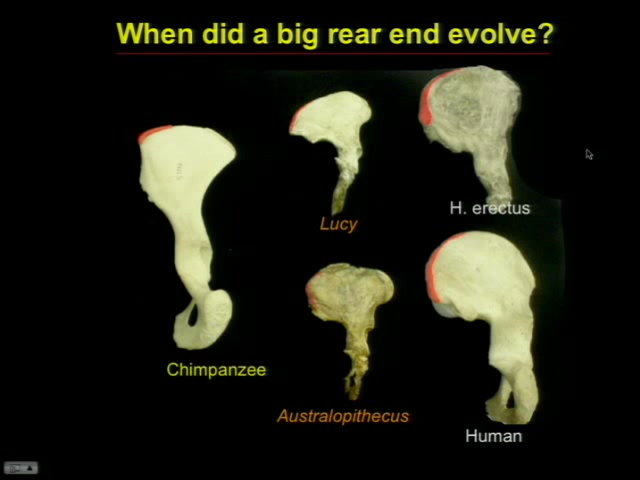 When did a big rear end evolve?
Lucy
H. erectus
Chimpanzee
Australopithecus
Human